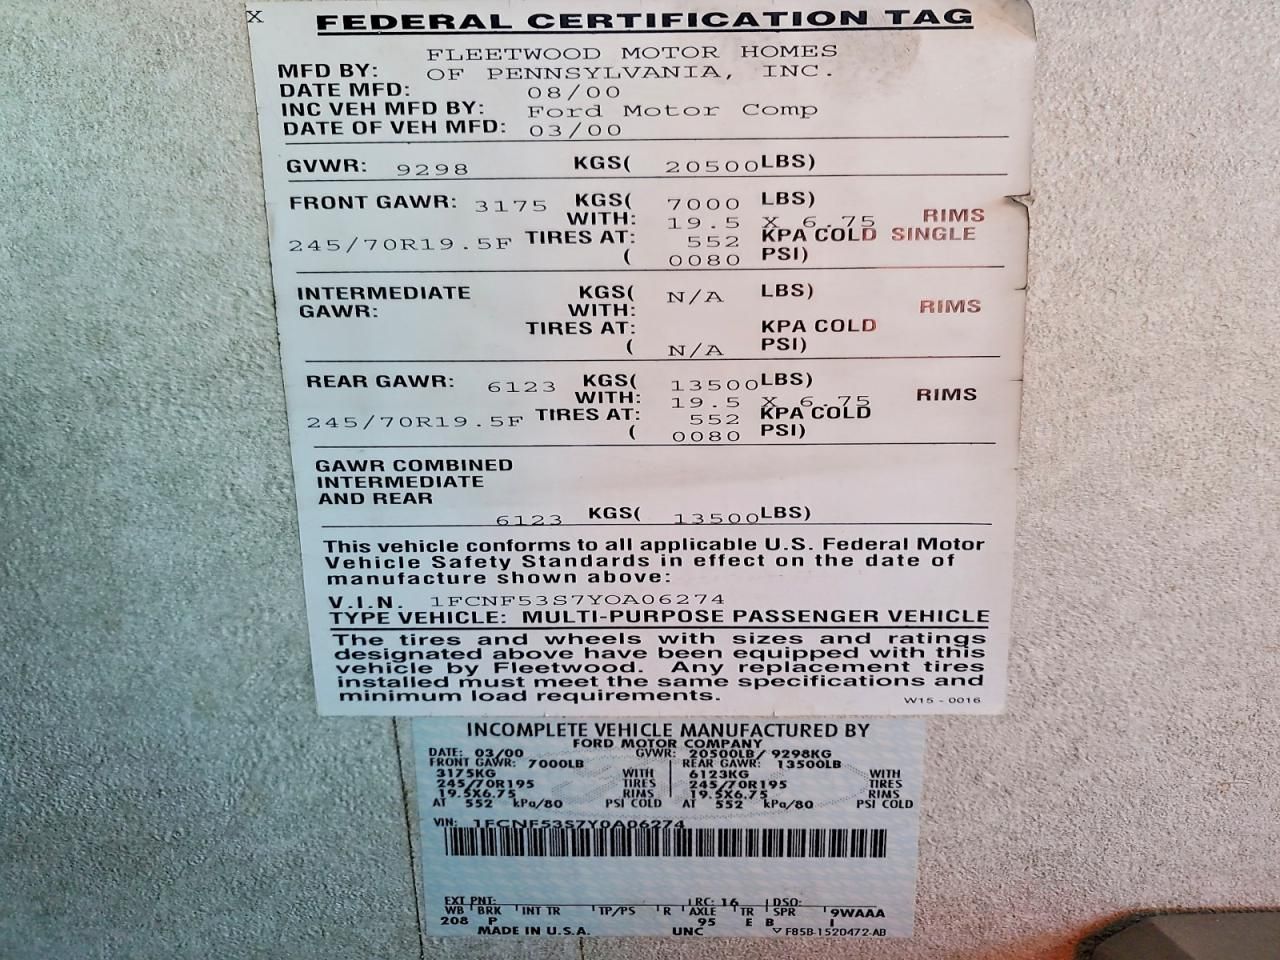 X
FEDERAL CERTIFICATION TAG
FLEETWOOD MOTOR HOMES
MFD BY: OF PENNSYLVANIA, INC.
DATE MFD: 08/00
INC VEH MFD BY: Ford Motor Comp
DATE OF VEH MFD: 03/00
GVWR: 9298 KGS( 20500LBS)
FRONT GAWR: 3175 KGS( 7000 LBS)
WITH: 19.5 X 6.75 RIMS
245/70R19.5F TIRES AT: 552 KPA COLD SINGLE
( 0080 PSI)
INTERMEDIATE KGS( N/A LBS)
GAWR: WITH: RIMS
TIRES AT: KPA COLD
( N/A PSI)
REAR GAWR: 6123 KGS( 13500LBS)
WITH: 19.5 X 6.75 RIMS
245/70R19.5F TIRES AT: 552 KPA COLD
( 0080 PSI)
GAWR COMBINED
INTERMEDIATE
AND REAR
6123 KGS( 13500LBS)
This vehicle conforms to all applicable U.S. Federal Motor
Vehicle Safety Standards in effect on the date of
manufacture shown above:
V.I.N. 1FCNF53S7YOA06274
TYPE VEHICLE: MULTI-PURPOSE PASSENGER VEHICLE
The tires and wheels with sizes and ratings
designated above have been equipped with this
vehicle by Fleetwood. Any replacement tires
installed must meet the same specifications and
minimum load requirements. W15-0016
INCOMPLETE VEHICLE MANUFACTURED BY
FORD MOTOR COMPANY
DATE: 03/00 GVWR: 20500LB/ 9298KG
FRONT GAWR: 7000LB REAR GAWR: 13500LB
3175KG WITH 6123KG WITH
245/70R195 TIRES 245/70R195 TIRES
19.5X6.75 RIMS 19.5X6.75 RIMS
AT 552 kPa/80 PSI COLD AT 552 kPa/80 PSI COLD
VIN: 1FCNF53S7Y0A06274
EXT PNT: RC: 16 DSO:
WB BRK INT TR TP/PS R AXLE TR SPR 9WAAA
208 P 95 E B I
MADE IN U.S.A. UNC F85B-1520472-AB